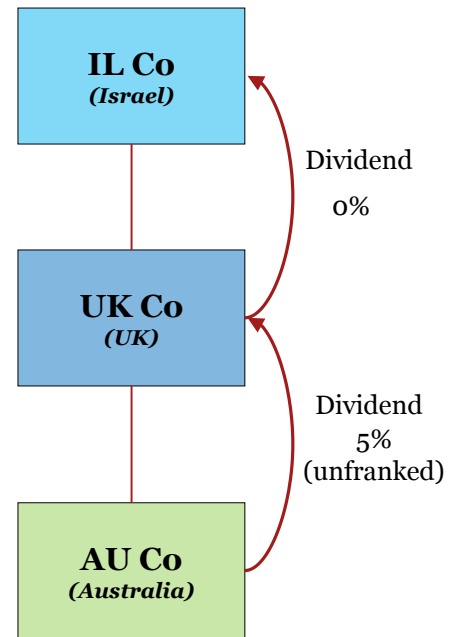 IL Co
(Israel)
Dividend
0%
UK Co
(UK)
Dividend
5%
(unfranked)
AU Co
(Australia)